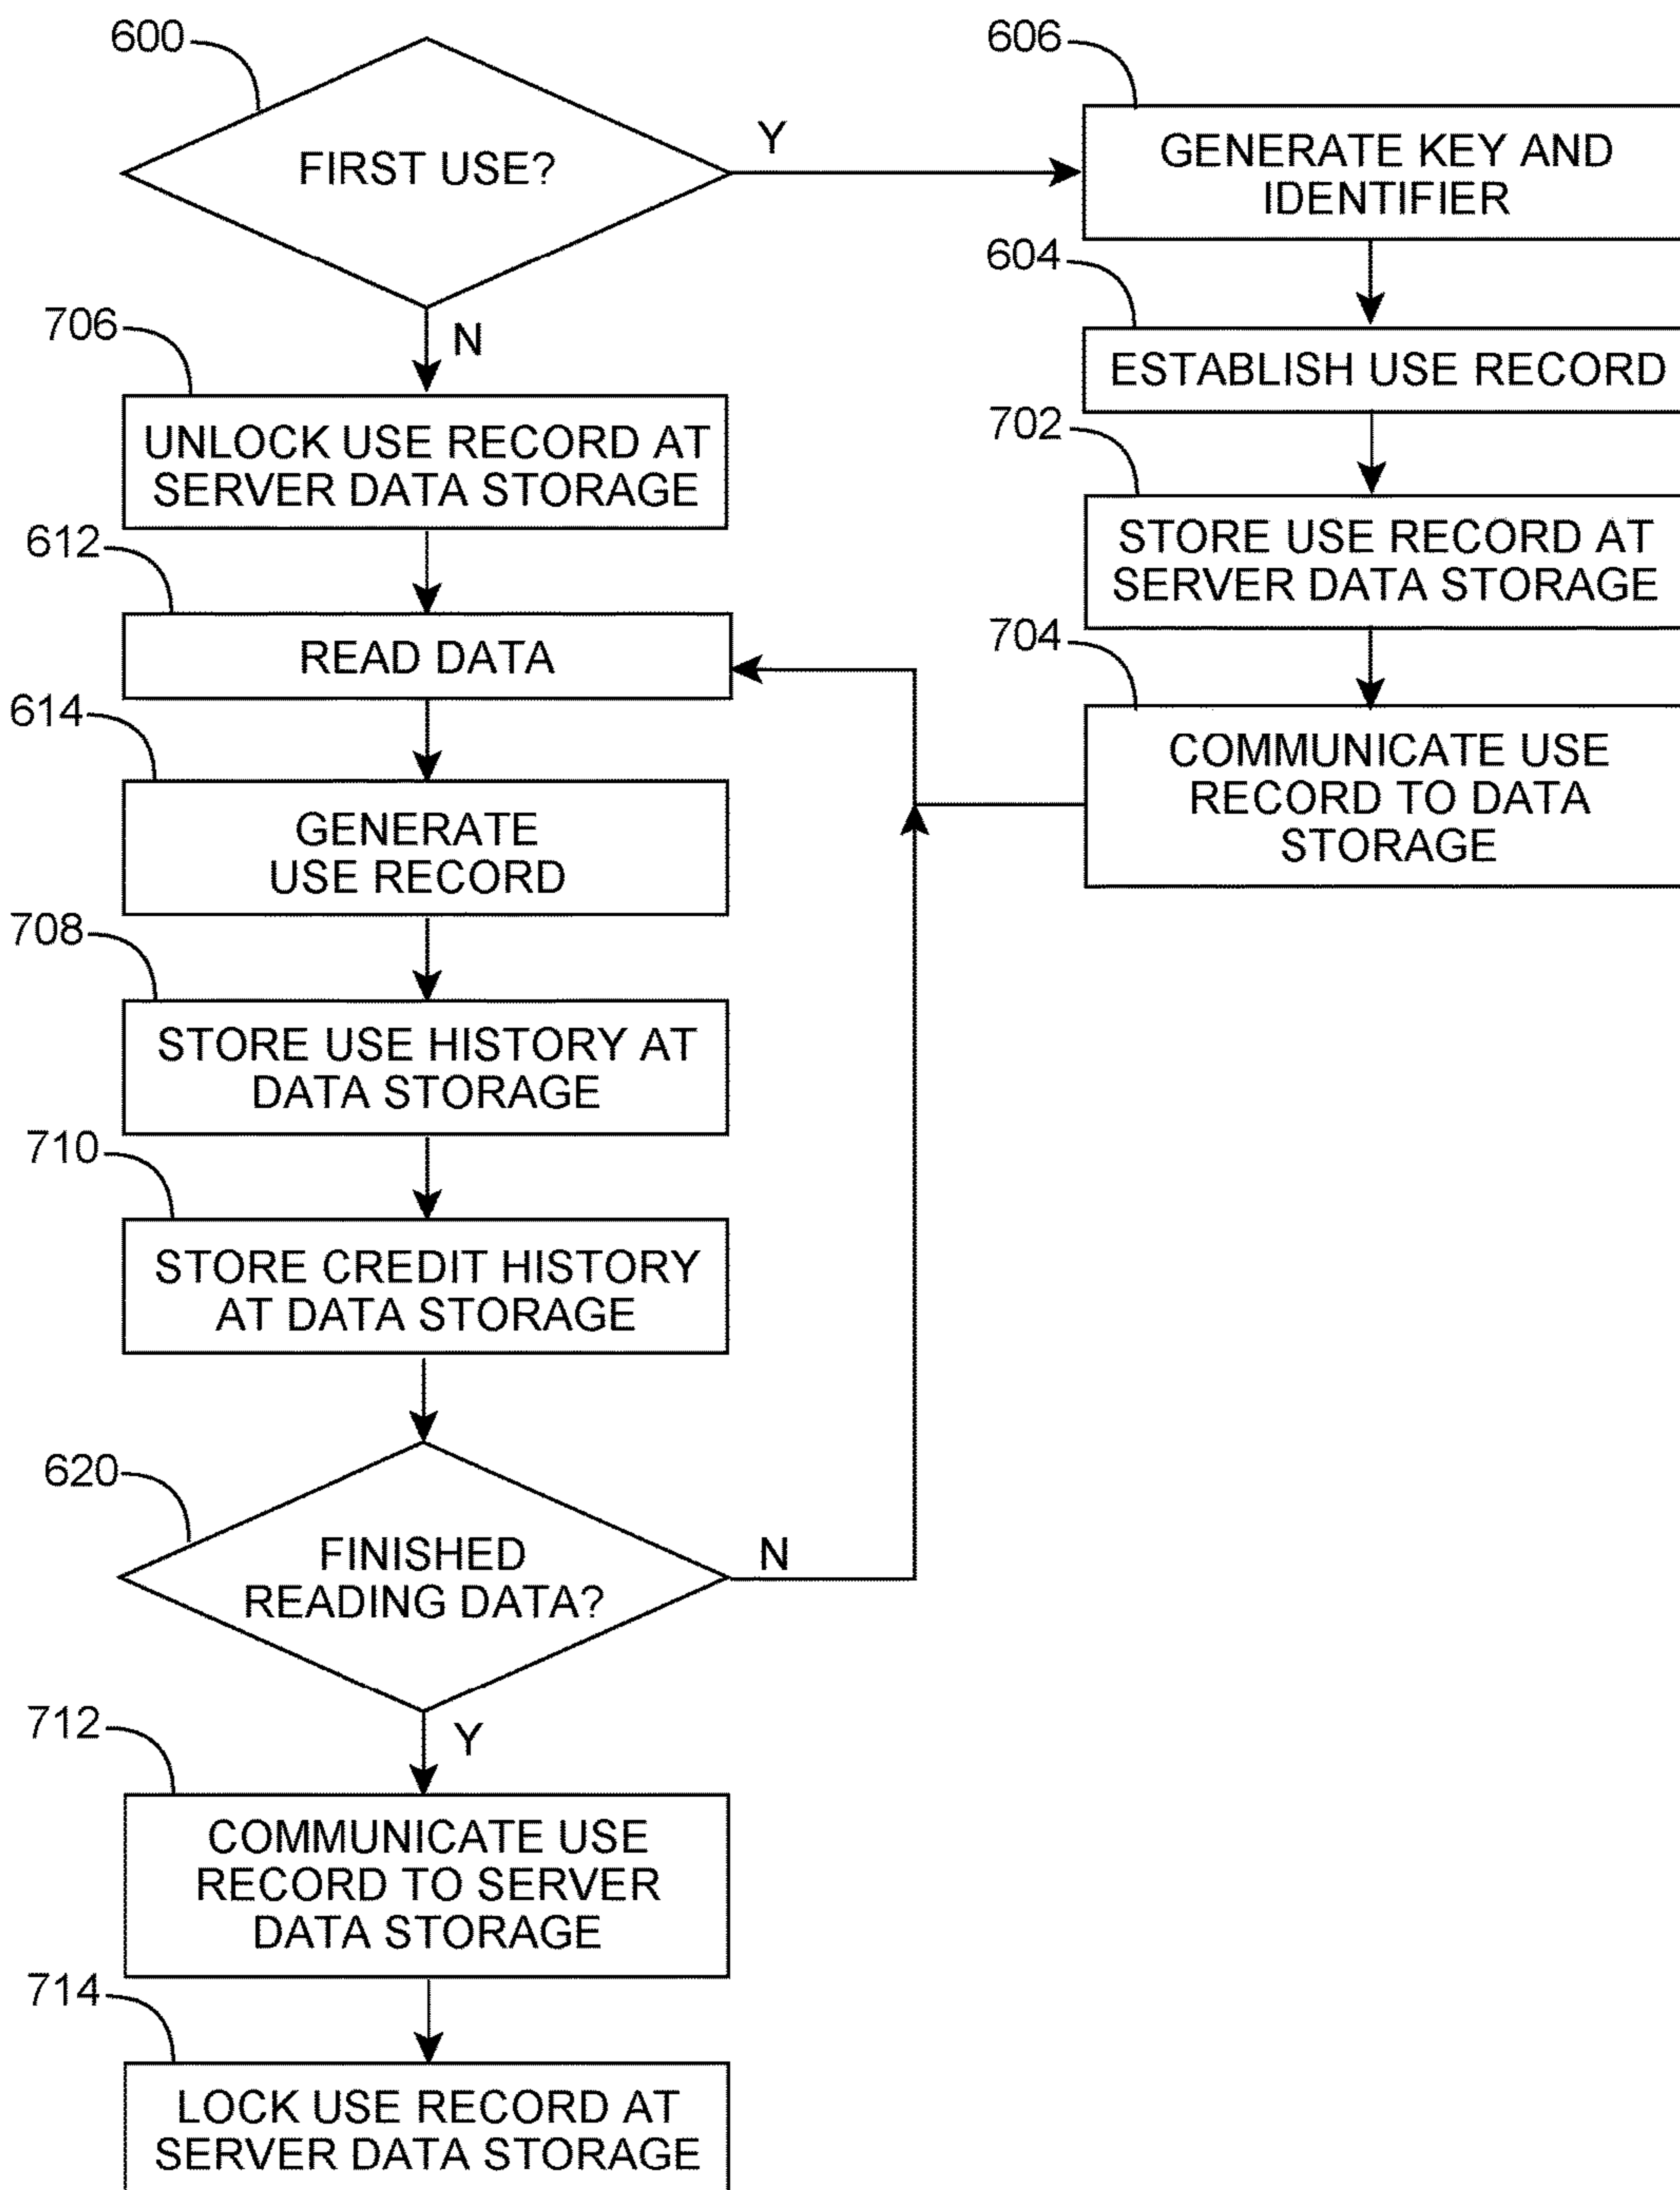 600
FIRST USE?
Y
N
606
GENERATE KEY AND
IDENTIFIER
604
ESTABLISH USE RECORD
702
STORE USE RECORD AT
SERVER DATA STORAGE
704
COMMUNICATE USE
RECORD TO DATA
STORAGE
706
UNLOCK USE RECORD AT
SERVER DATA STORAGE
612
READ DATA
614
GENERATE
USE RECORD
708
STORE USE HISTORY AT
DATA STORAGE
710
STORE CREDIT HISTORY
AT DATA STORAGE
620
FINISHED
READING DATA?
N
Y
712
COMMUNICATE USE
RECORD TO SERVER
DATA STORAGE
714
LOCK USE RECORD AT
SERVER DATA STORAGE